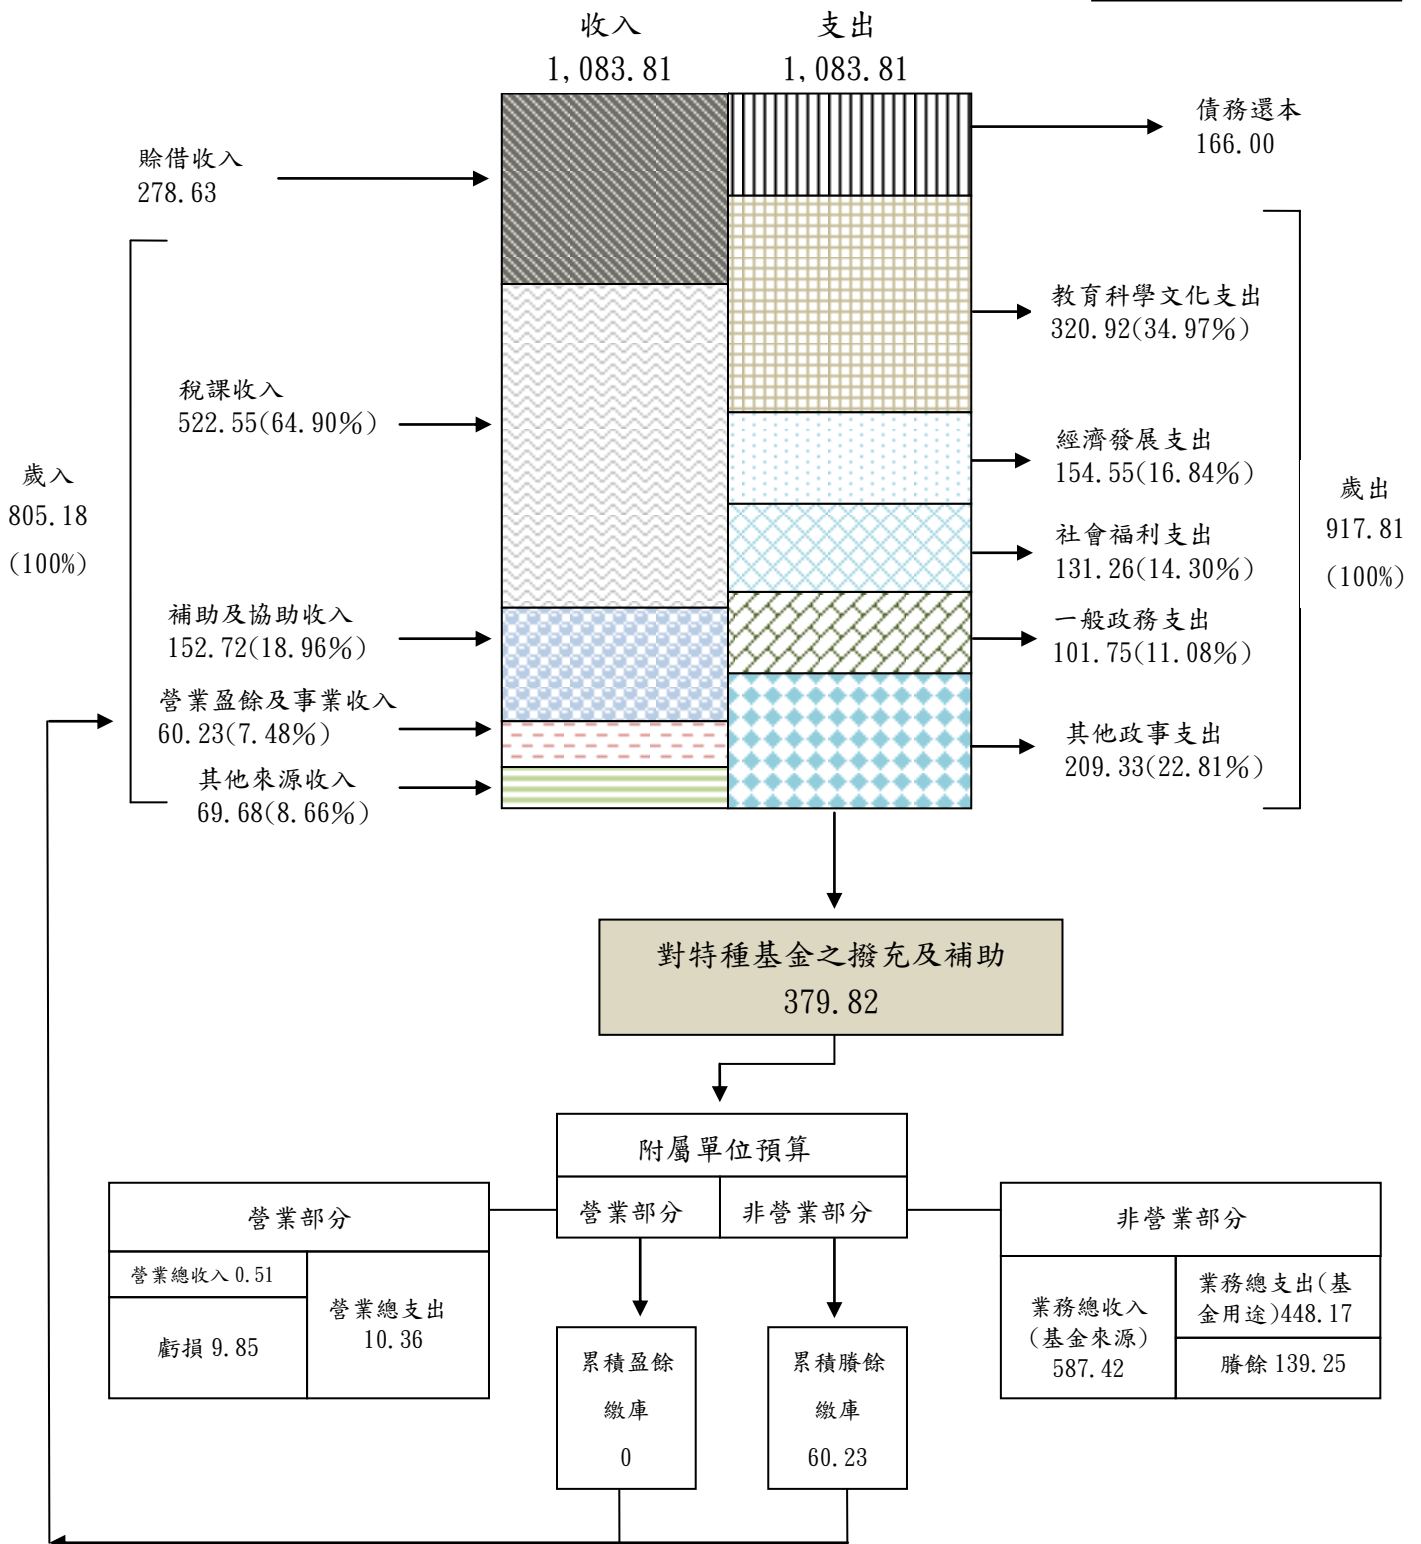 收入
1,083.81
支出
1,083.81
賒借收入
278.63
稅課收入
522.55(64.90%)
歲入
805.18
(100%)
補助及協助收入
152.72(18.96%)
營業盈餘及事業收入
60.23(7.48%)
其他來源收入
69.68(8.66%)
債務還本
166.00
教育科學文化支出
320.92(34.97%)
經濟發展支出
154.55(16.84%)
社會福利支出
131.26(14.30%)
一般政務支出
101.75(11.08%)
其他政事支出
209.33(22.81%)
歲出
917.81
(100%)
對特種基金之撥充及補助
379.82
附屬單位預算
營業部分
非營業部分
營業部分
營業總收入 0.51
虧損 9.85
營業總支出
10.36
累積盈餘
繳庫
0
累積賸餘
繳庫
60.23
非營業部分
業務總收入
(基金來源)
587.42
業務總支出(基
金用途)448.17
賸餘 139.25